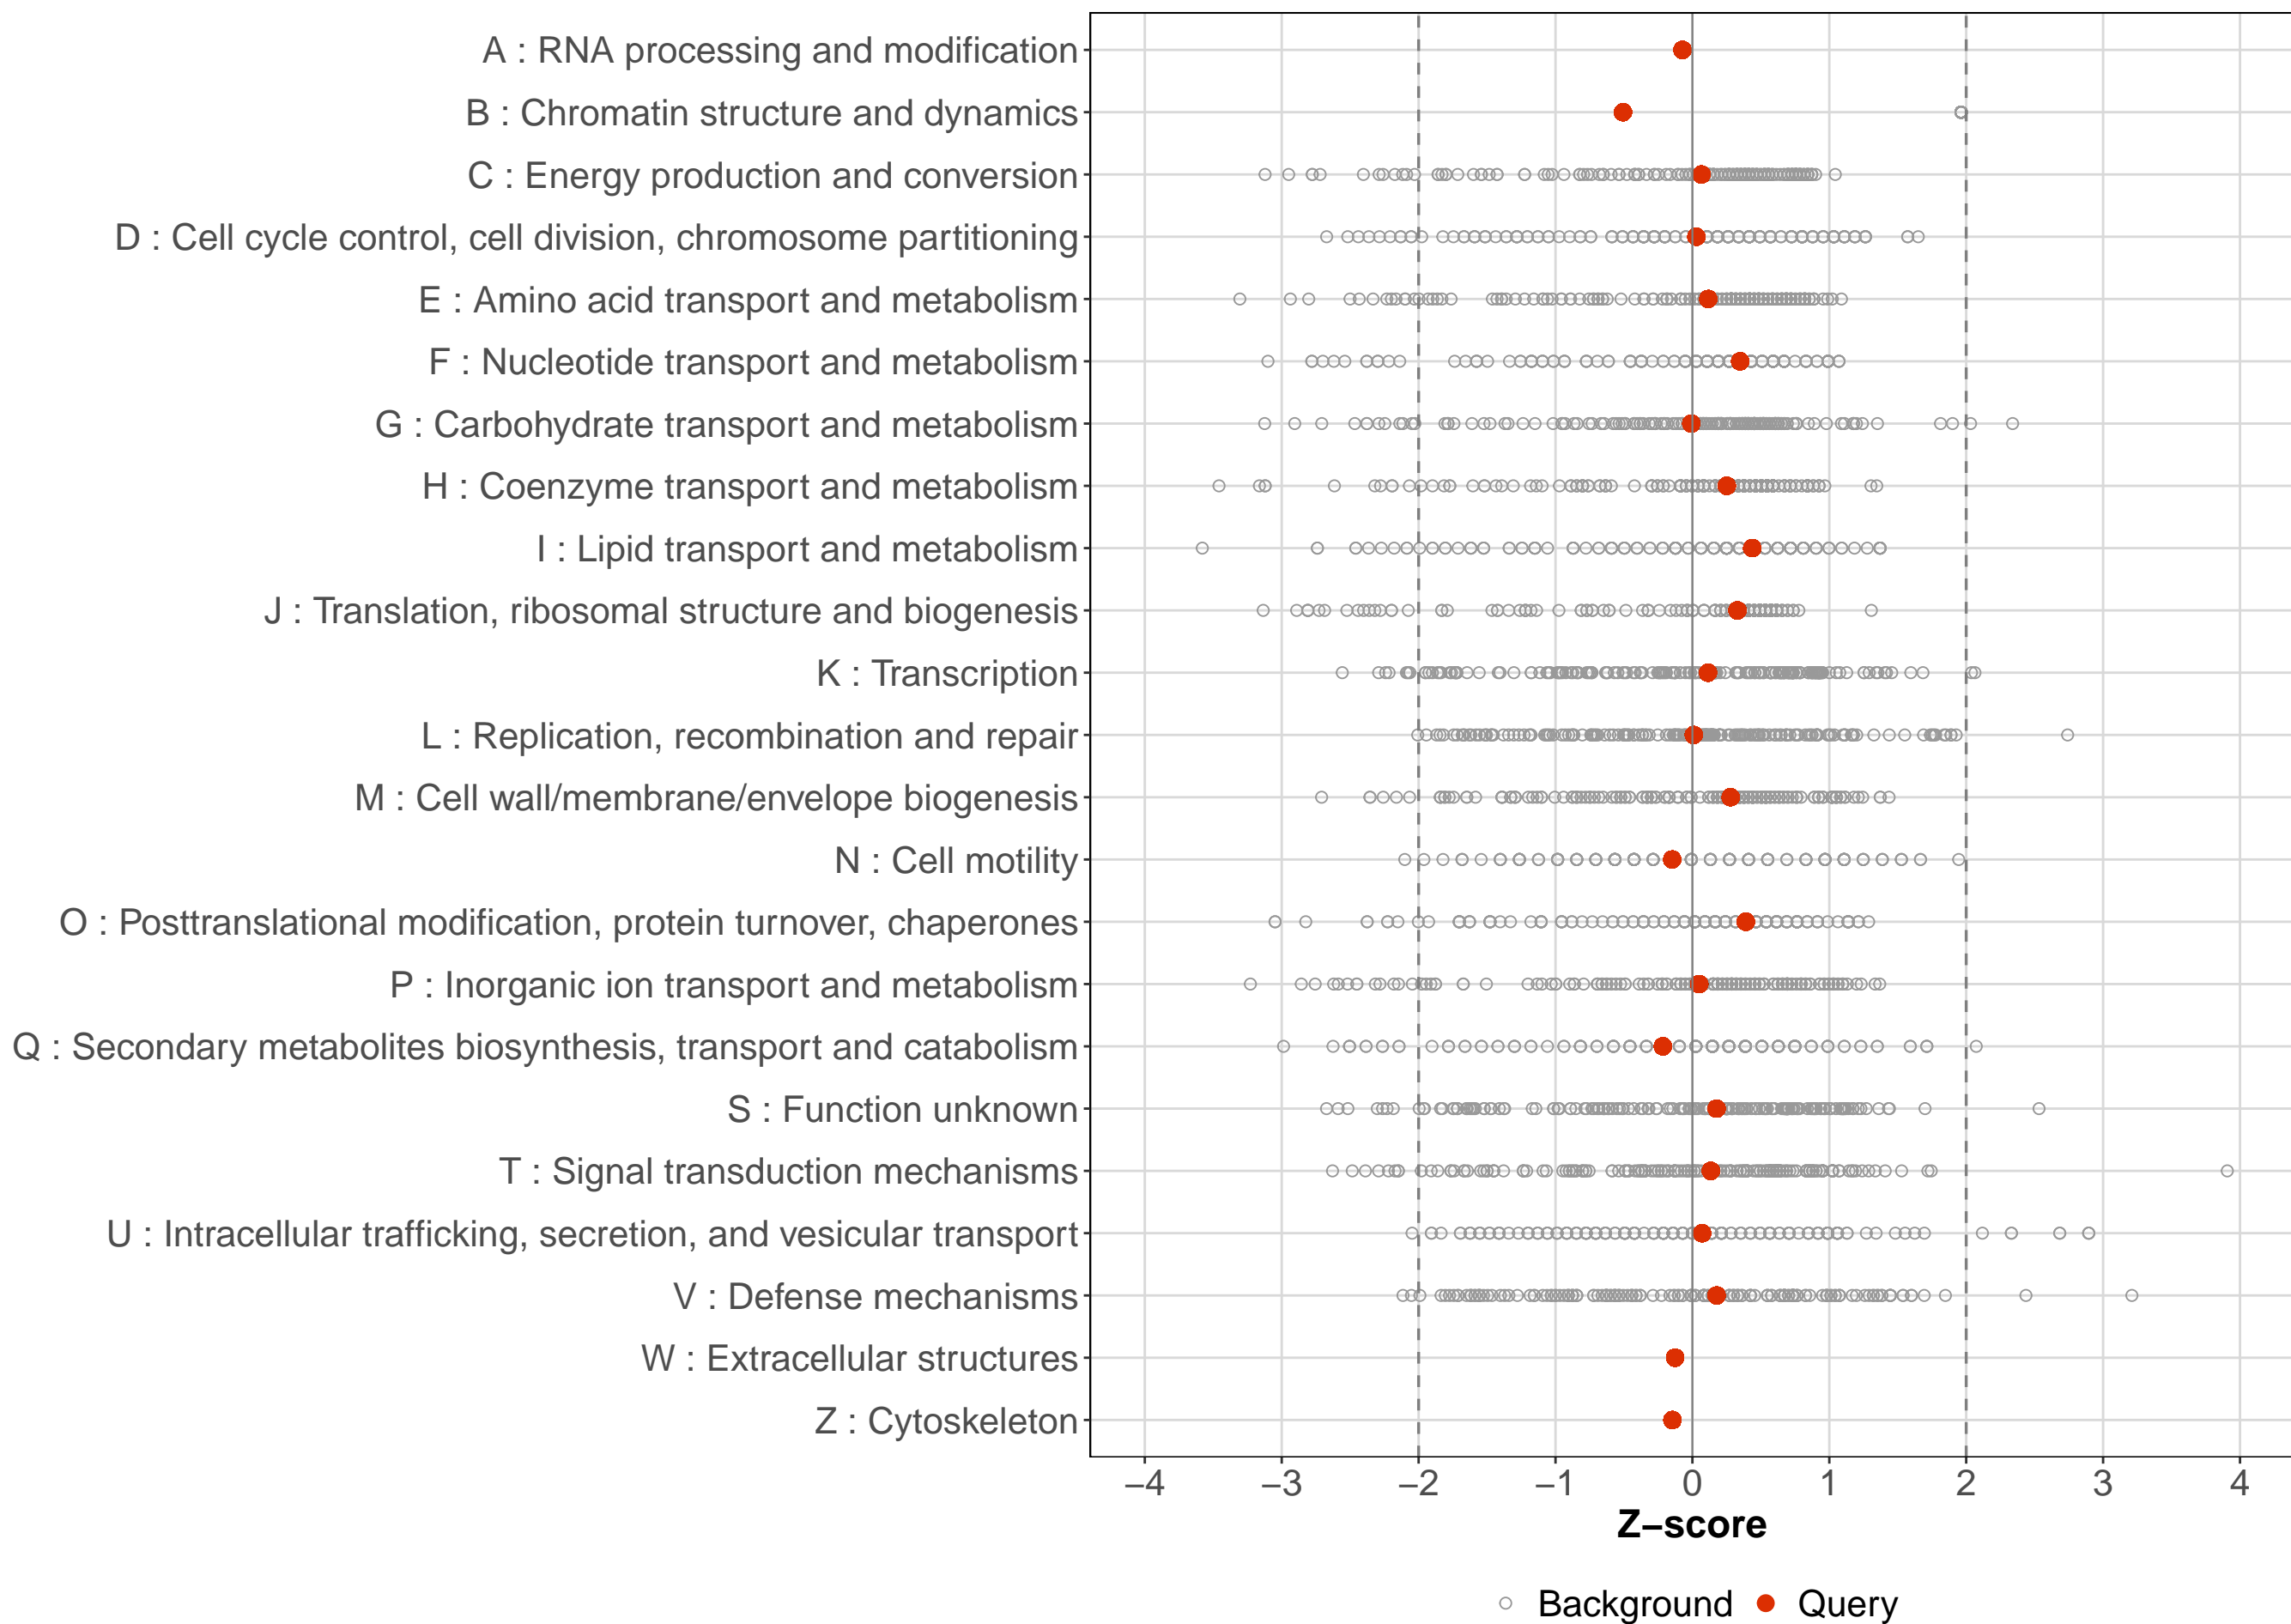 A : RNA processing and modification
B : Chromatin structure and dynamics
C : Energy production and conversion
D : Cell cycle control, cell division, chromosome partitioning
E : Amino acid transport and metabolism
F : Nucleotide transport and metabolism
G : Carbohydrate transport and metabolism
H : Coenzyme transport and metabolism
I : Lipid transport and metabolism
J : Translation, ribosomal structure and biogenesis
K : Transcription
L : Replication, recombination and repair
M : Cell wall/membrane/envelope biogenesis
N : Cell motility
O : Posttranslational modification, protein turnover, chaperones
P : Inorganic ion transport and metabolism
Q : Secondary metabolites biosynthesis, transport and catabolism
S : Function unknown
T : Signal transduction mechanisms
U : Intracellular trafficking, secretion, and vesicular transport
V : Defense mechanisms
W : Extracellular structures
Z : Cytoskeleton
−4 −3 −2 −1 0 1 2 3 4
Z−score
Background Query